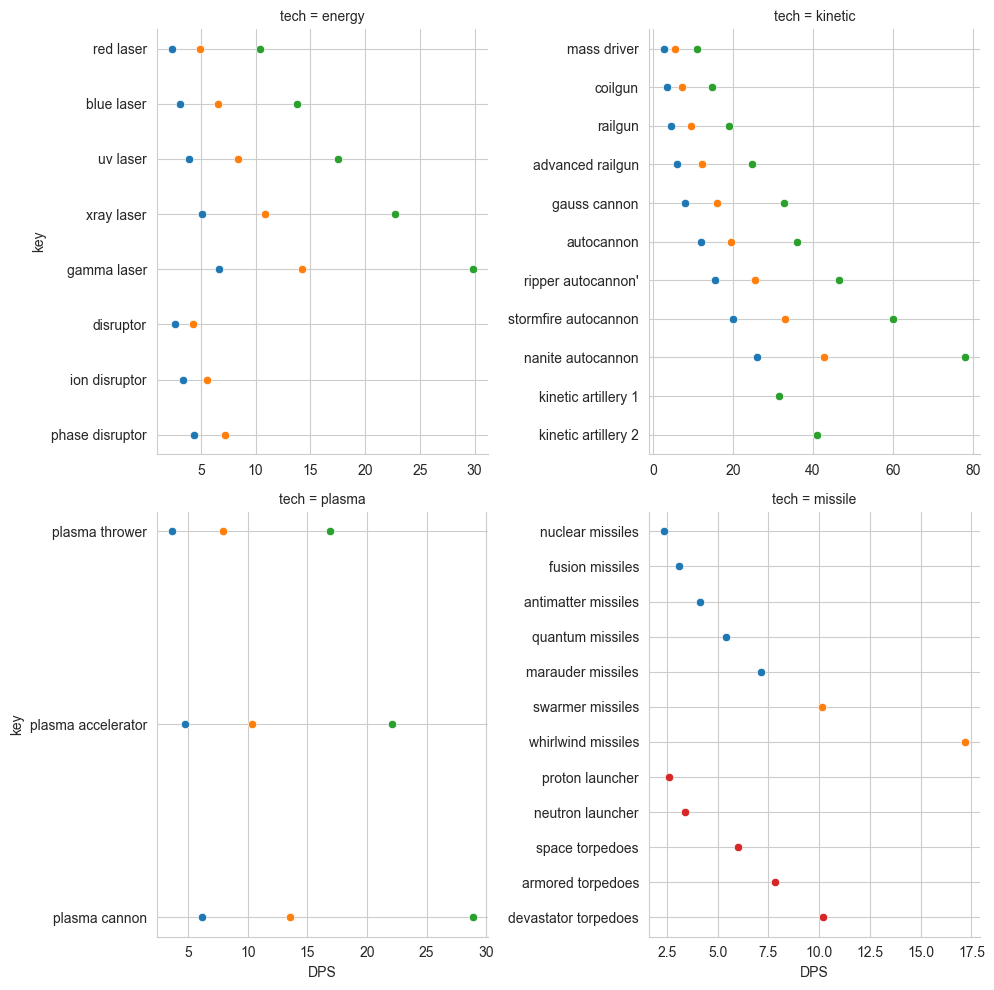 tech = energy
red laser
blue laser
uv laser
xray laser
gamma laser
disruptor
ion disruptor
phase disruptor
key
5 10 15 20 25 30
tech = kinetic
mass driver
coilgun
railgun
advanced railgun
gauss cannon
autocannon
ripper autocannon'
stormfire autocannon
nanite autocannon
kinetic artillery 1
kinetic artillery 2
0 20 40 60 80
tech = plasma
plasma thrower
plasma accelerator
plasma cannon
key
5 10 15 20 25 30
DPS
tech = missile
nuclear missiles
fusion missiles
antimatter missiles
quantum missiles
marauder missiles
swarmer missiles
whirlwind missiles
proton launcher
neutron launcher
space torpedoes
armored torpedoes
devastator torpedoes
2.5 5.0 7.5 10.0 12.5 15.0 17.5
DPS